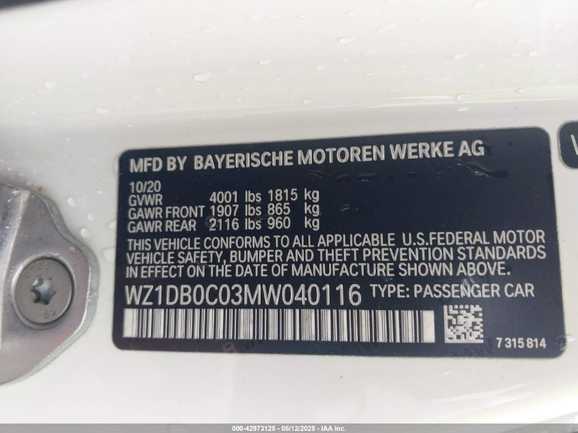 MFD BY BAYERISCHE MOTOREN WERKE AG
10/20
GVWR 4001 lbs 1815 kg
GAWR FRONT 1907 lbs 865 kg
GAWR REAR 2116 lbs 960 kg
THIS VEHICLE CONFORMS TO ALL APPLICABLE U.S.FEDERAL MOTOR
VEHICLE SAFETY, BUMPER AND THEFT PREVENTION STANDARDS
IN EFFECT ON THE DATE OF MANUFACTURE SHOWN ABOVE.
WZ1DB0C03MW040116 TYPE: PASSENGER CAR
7 315 814
000-42973125 - 06/12/2025 - IAA Inc.